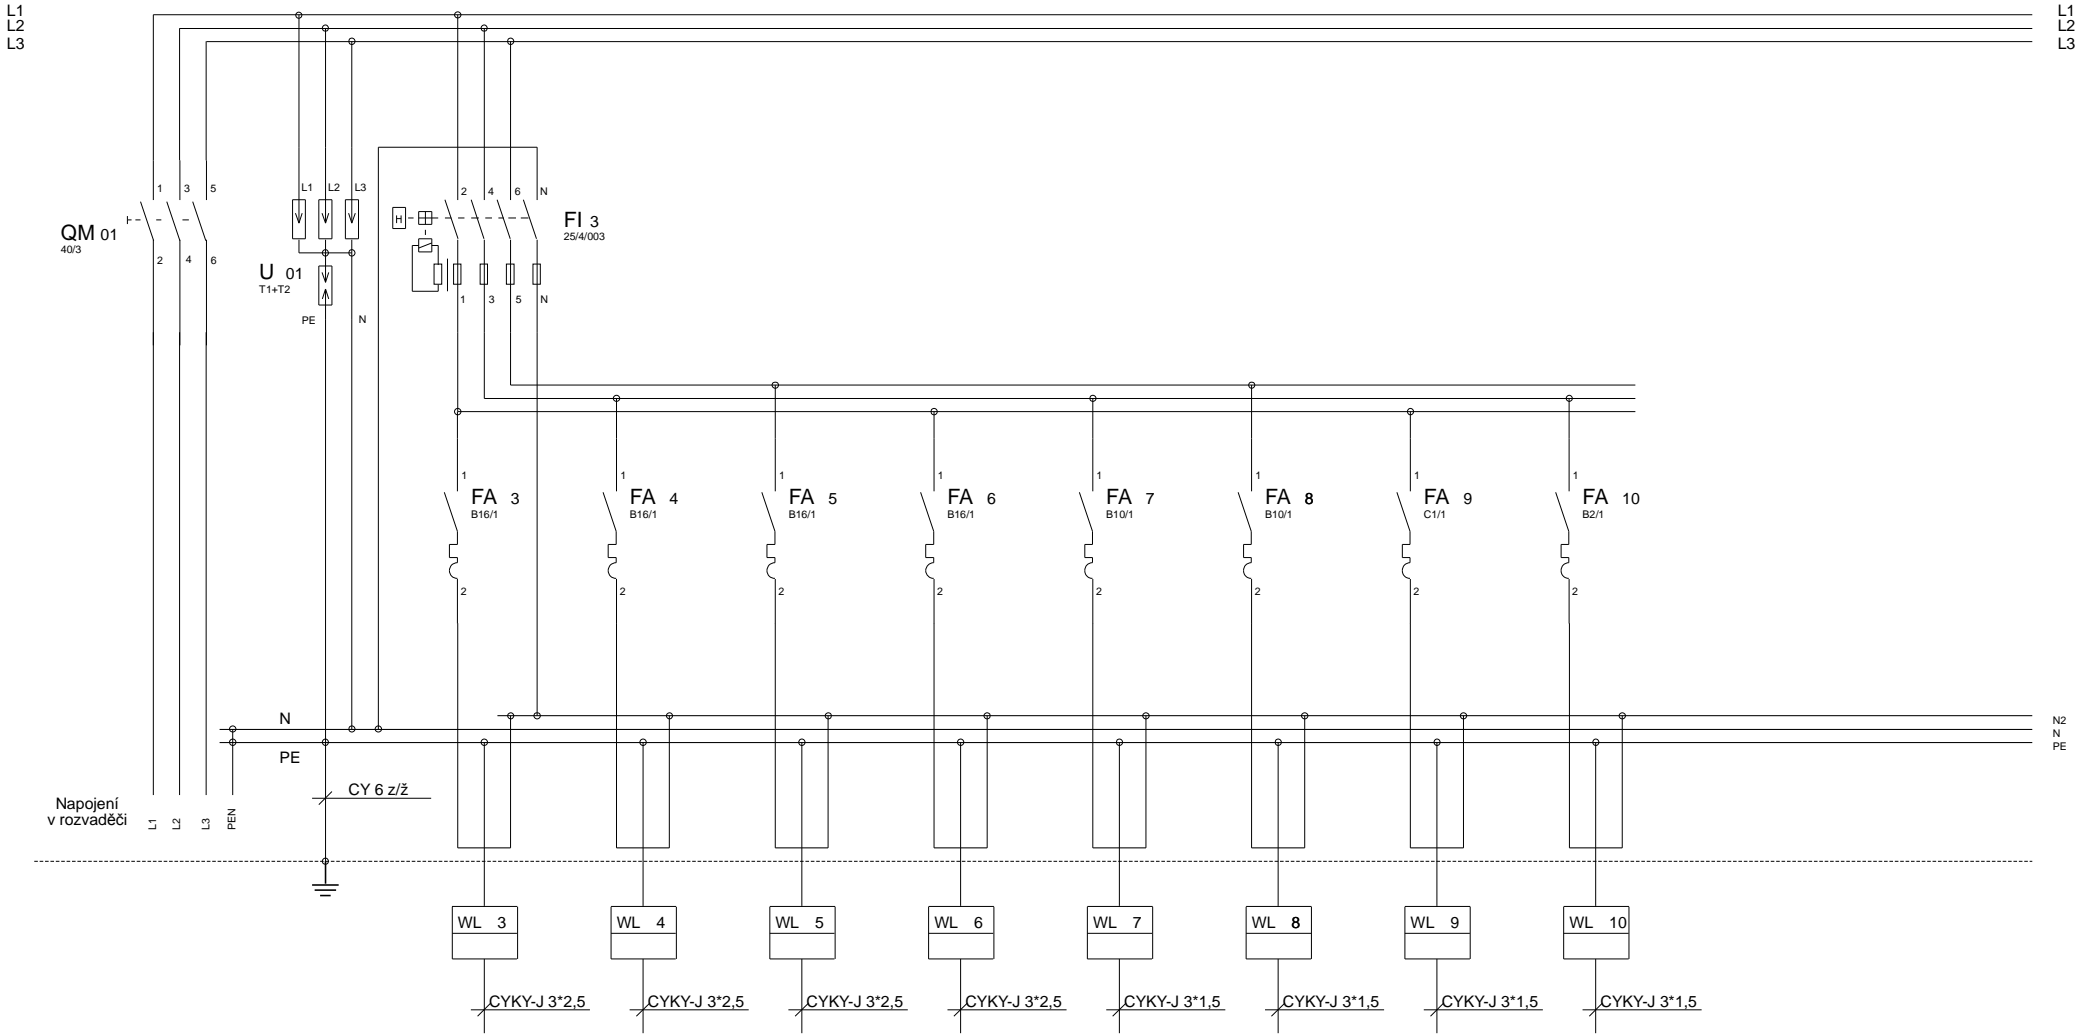 L1 L1
L2 L2
L3 L3
1 3 5 L1 L2 L3 2 4 6 N
H
QM 01
40/3
FI 3
25/4/003
2 4 6
U 01
T1+T2
1 3 5 N
PE N
1 1 1 1 1 1 1 1
FA 3 FA 4 FA 5 FA 6 FA 7 FA 8 FA 9 FA 10
B16/1 B16/1 B16/1 B16/1 B10/1 B10/1 C1/1 B2/1
2 2 2 2 2 2 2 2
N N2
N
PE PE
CY 6 z/ž
Napojení
v rozvaděči
L1 L2 L3 PEN
WL 3 WL 4 WL 5 WL 6 WL 7 WL 8 WL 9 WL 10
CYKY-J 3*2,5 CYKY-J 3*2,5 CYKY-J 3*2,5 CYKY-J 3*2,5 CYKY-J 3*1,5 CYKY-J 3*1,5 CYKY-J 3*1,5 CYKY-J 3*1,5